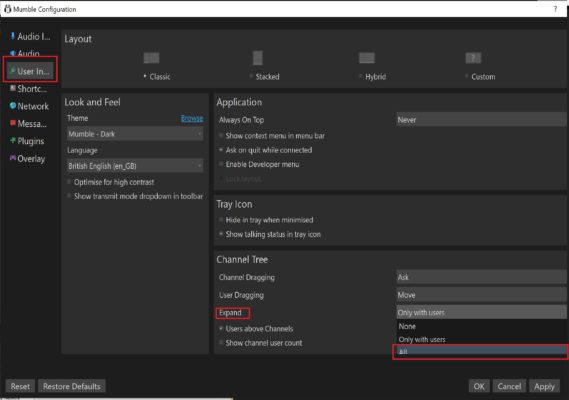 Mumble Configuration
?
Audio I...
Audio
User In...
Shortc...
Network
Messa...
Plugins
Overlay
Layout
Classic
Stacked
Hybrid
?
Custom
Look and Feel
Theme
Browse
Mumble - Dark
Language
British English (en_GB)
Optimise for high contrast
Show transmit mode dropdown in toolbar
Application
Always On Top
Never
Show context menu in menu bar
Ask on quit while connected
Enable Developer menu
Lock layout
Tray Icon
Hide in tray when minimised
Show talking status in tray icon
Channel Tree
Channel Dragging
Ask
User Dragging
Move
Expand
Only with users
None
Only with users
All
Users above Channels
Show channel user count
Reset
Restore Defaults
OK
Cancel
Apply